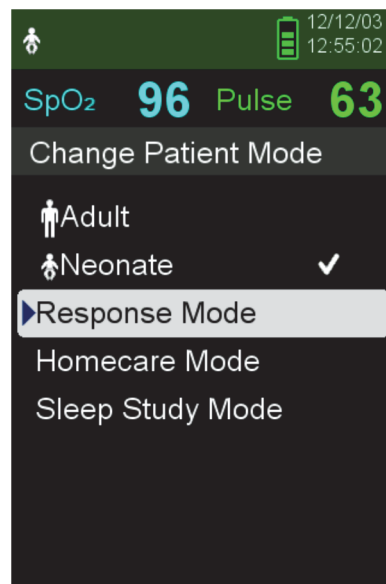 12/12/03
12:55:02
SpO₂ 96 Pulse 63
Change Patient Mode
Adult
Neonate
Response Mode
Homecare Mode
Sleep Study Mode